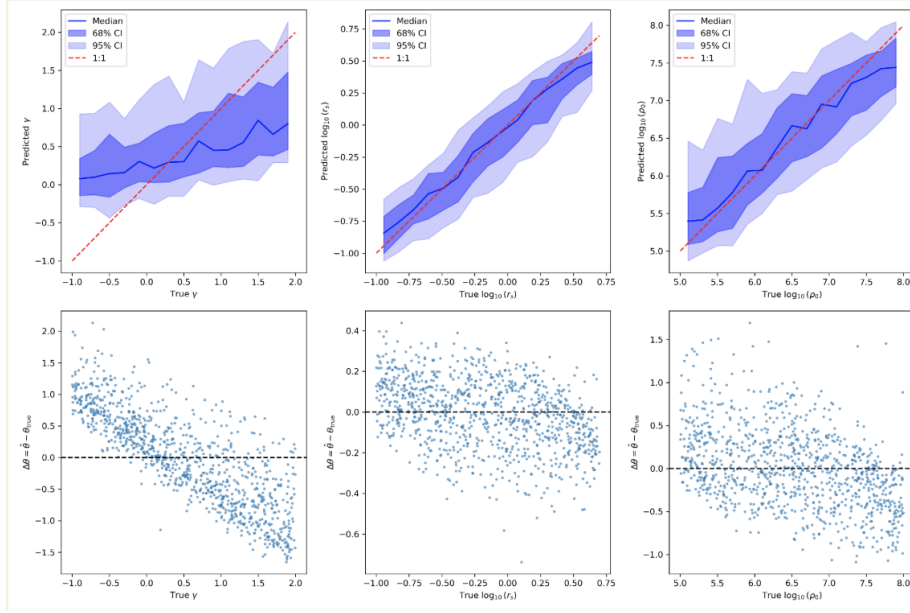 Median
68% CI
95% CI
1:1
Predicted γ
2.0
1.5
1.0
0.5
0.0
−0.5
−1.0
−1.0 −0.5 0.0 0.5 1.0 1.5 2.0
True γ
Median
68% CI
95% CI
1:1
Predicted log₁₀(rₛ)
0.75
0.50
0.25
0.00
−0.25
−0.50
−0.75
−1.00
−1.00 −0.75 −0.50 −0.25 0.00 0.25 0.50 0.75
True log₁₀(rₛ)
Median
68% CI
95% CI
1:1
Predicted log₁₀(ρ₀)
8.0
7.5
7.0
6.5
6.0
5.5
5.0
5.0 5.5 6.0 6.5 7.0 7.5 8.0
True log₁₀(ρ₀)
Δθ = θ̂ − θtrue
2.0
1.5
1.0
0.5
0.0
−0.5
−1.0
−1.5
−1.0 −0.5 0.0 0.5 1.0 1.5 2.0
True γ
Δθ = θ̂ − θtrue
0.4
0.2
0.0
−0.2
−0.4
−0.6
−1.00 −0.75 −0.50 −0.25 0.00 0.25 0.50 0.75
True log₁₀(rₛ)
Δθ = θ̂ − θtrue
1.5
1.0
0.5
0.0
−0.5
−1.0
5.0 5.5 6.0 6.5 7.0 7.5 8.0
True log₁₀(ρ₀)